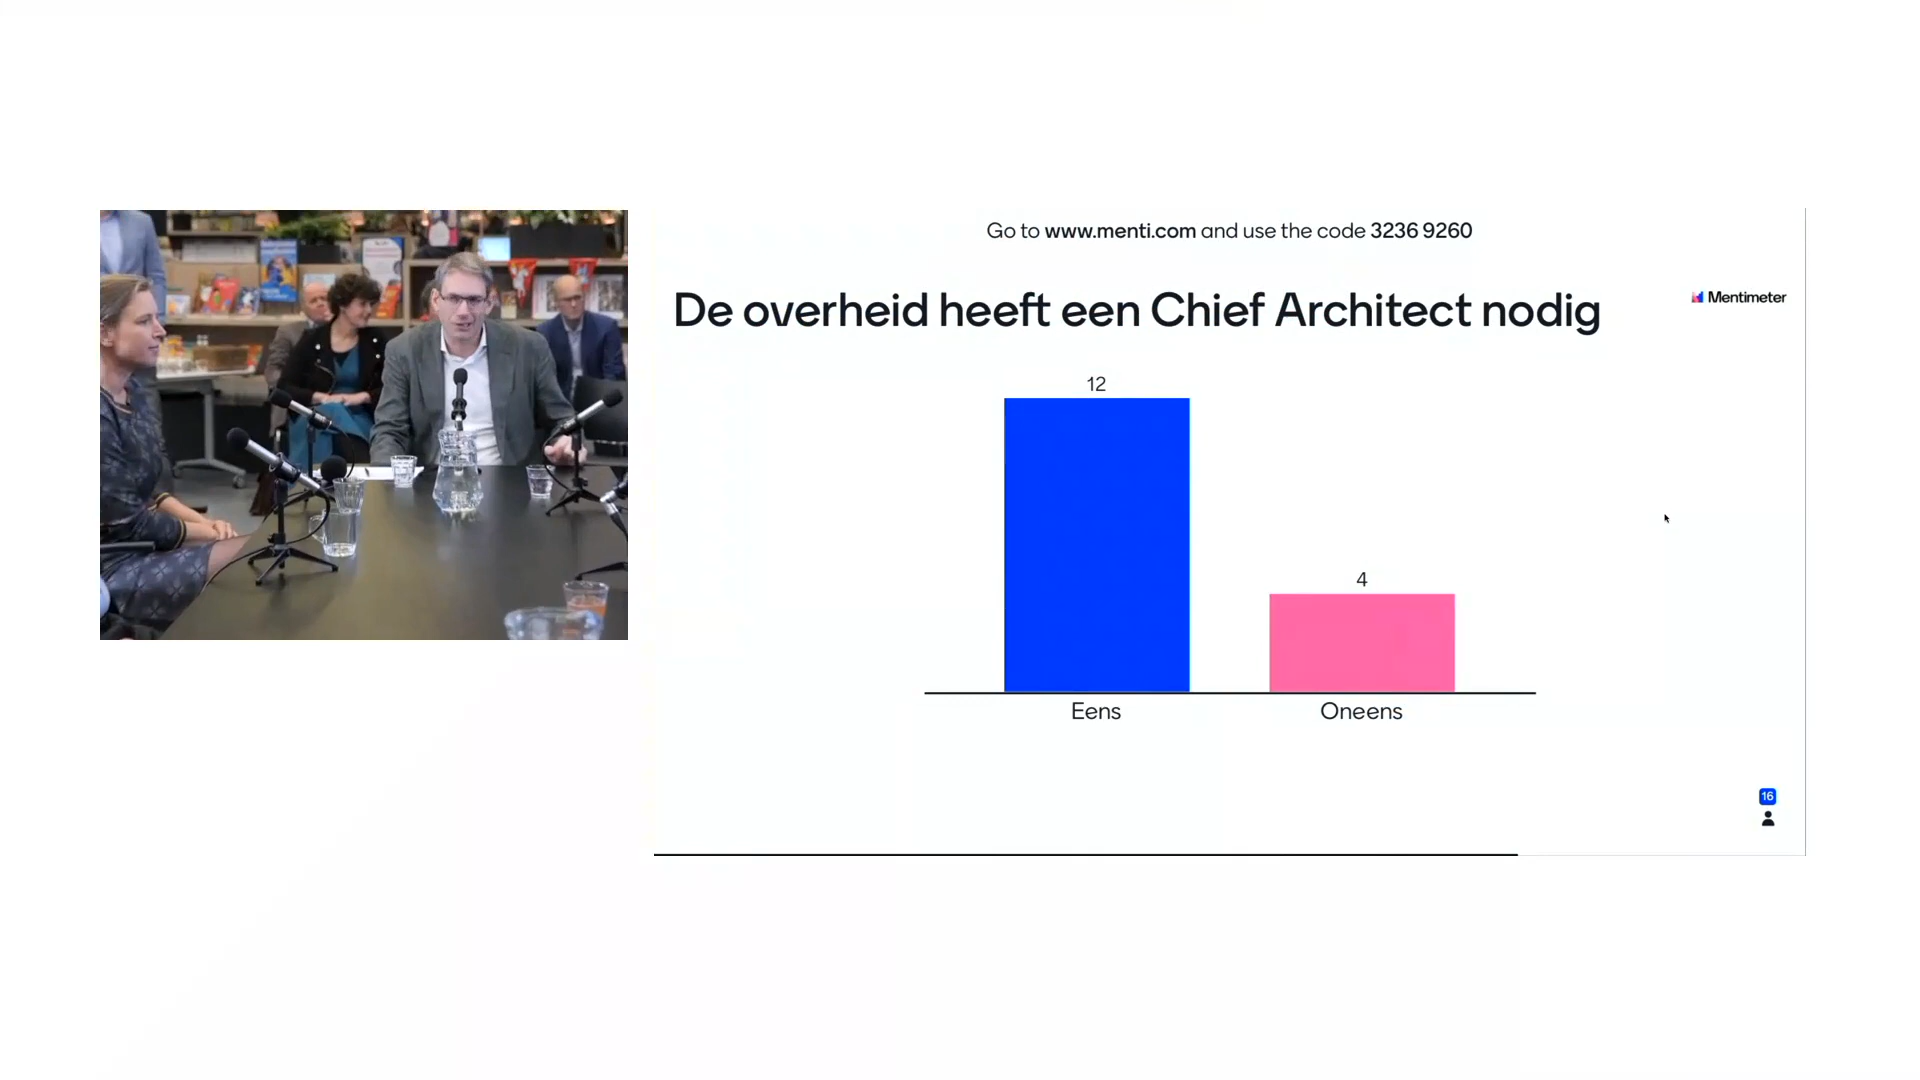 Go to www.menti.com and use the code 3236 9260
De overheid heeft een Chief Architect nodig
Mentimeter
12
4
Eens
Oneens
16